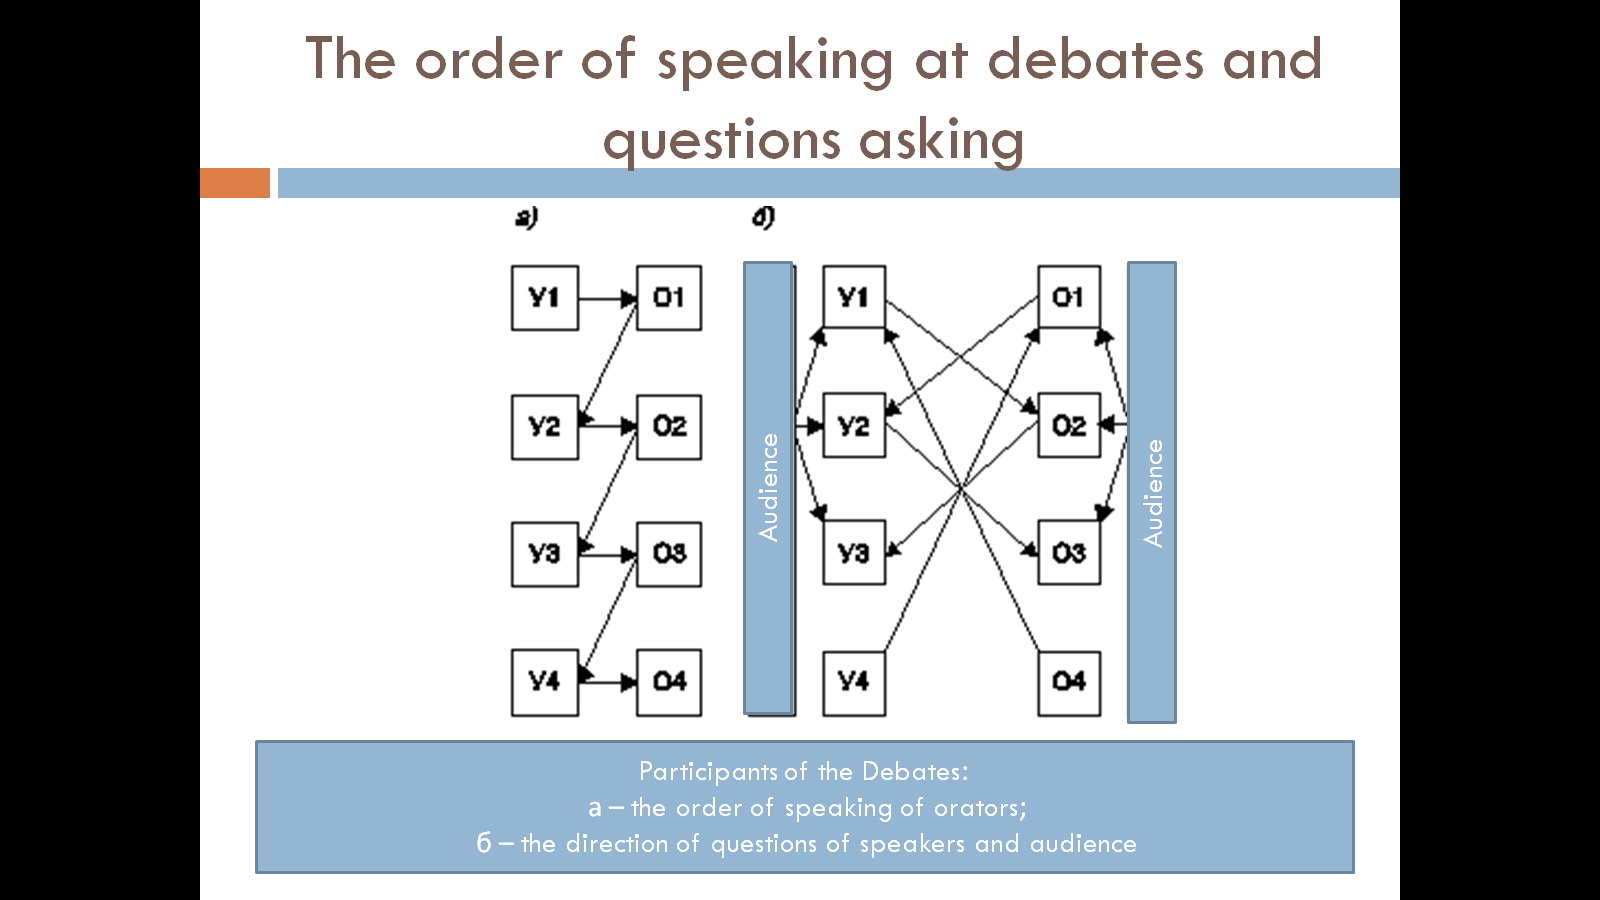 The order of speaking at debates and
questions asking
а)
б)
У1 О1
У1 О1
У2 О2
У2 О2
У3 О3
У3 О3
У4 О4
У4 О4
Audience
Audience
Participants of the Debates:
а – the order of speaking of orators;
б – the direction of questions of speakers and audience